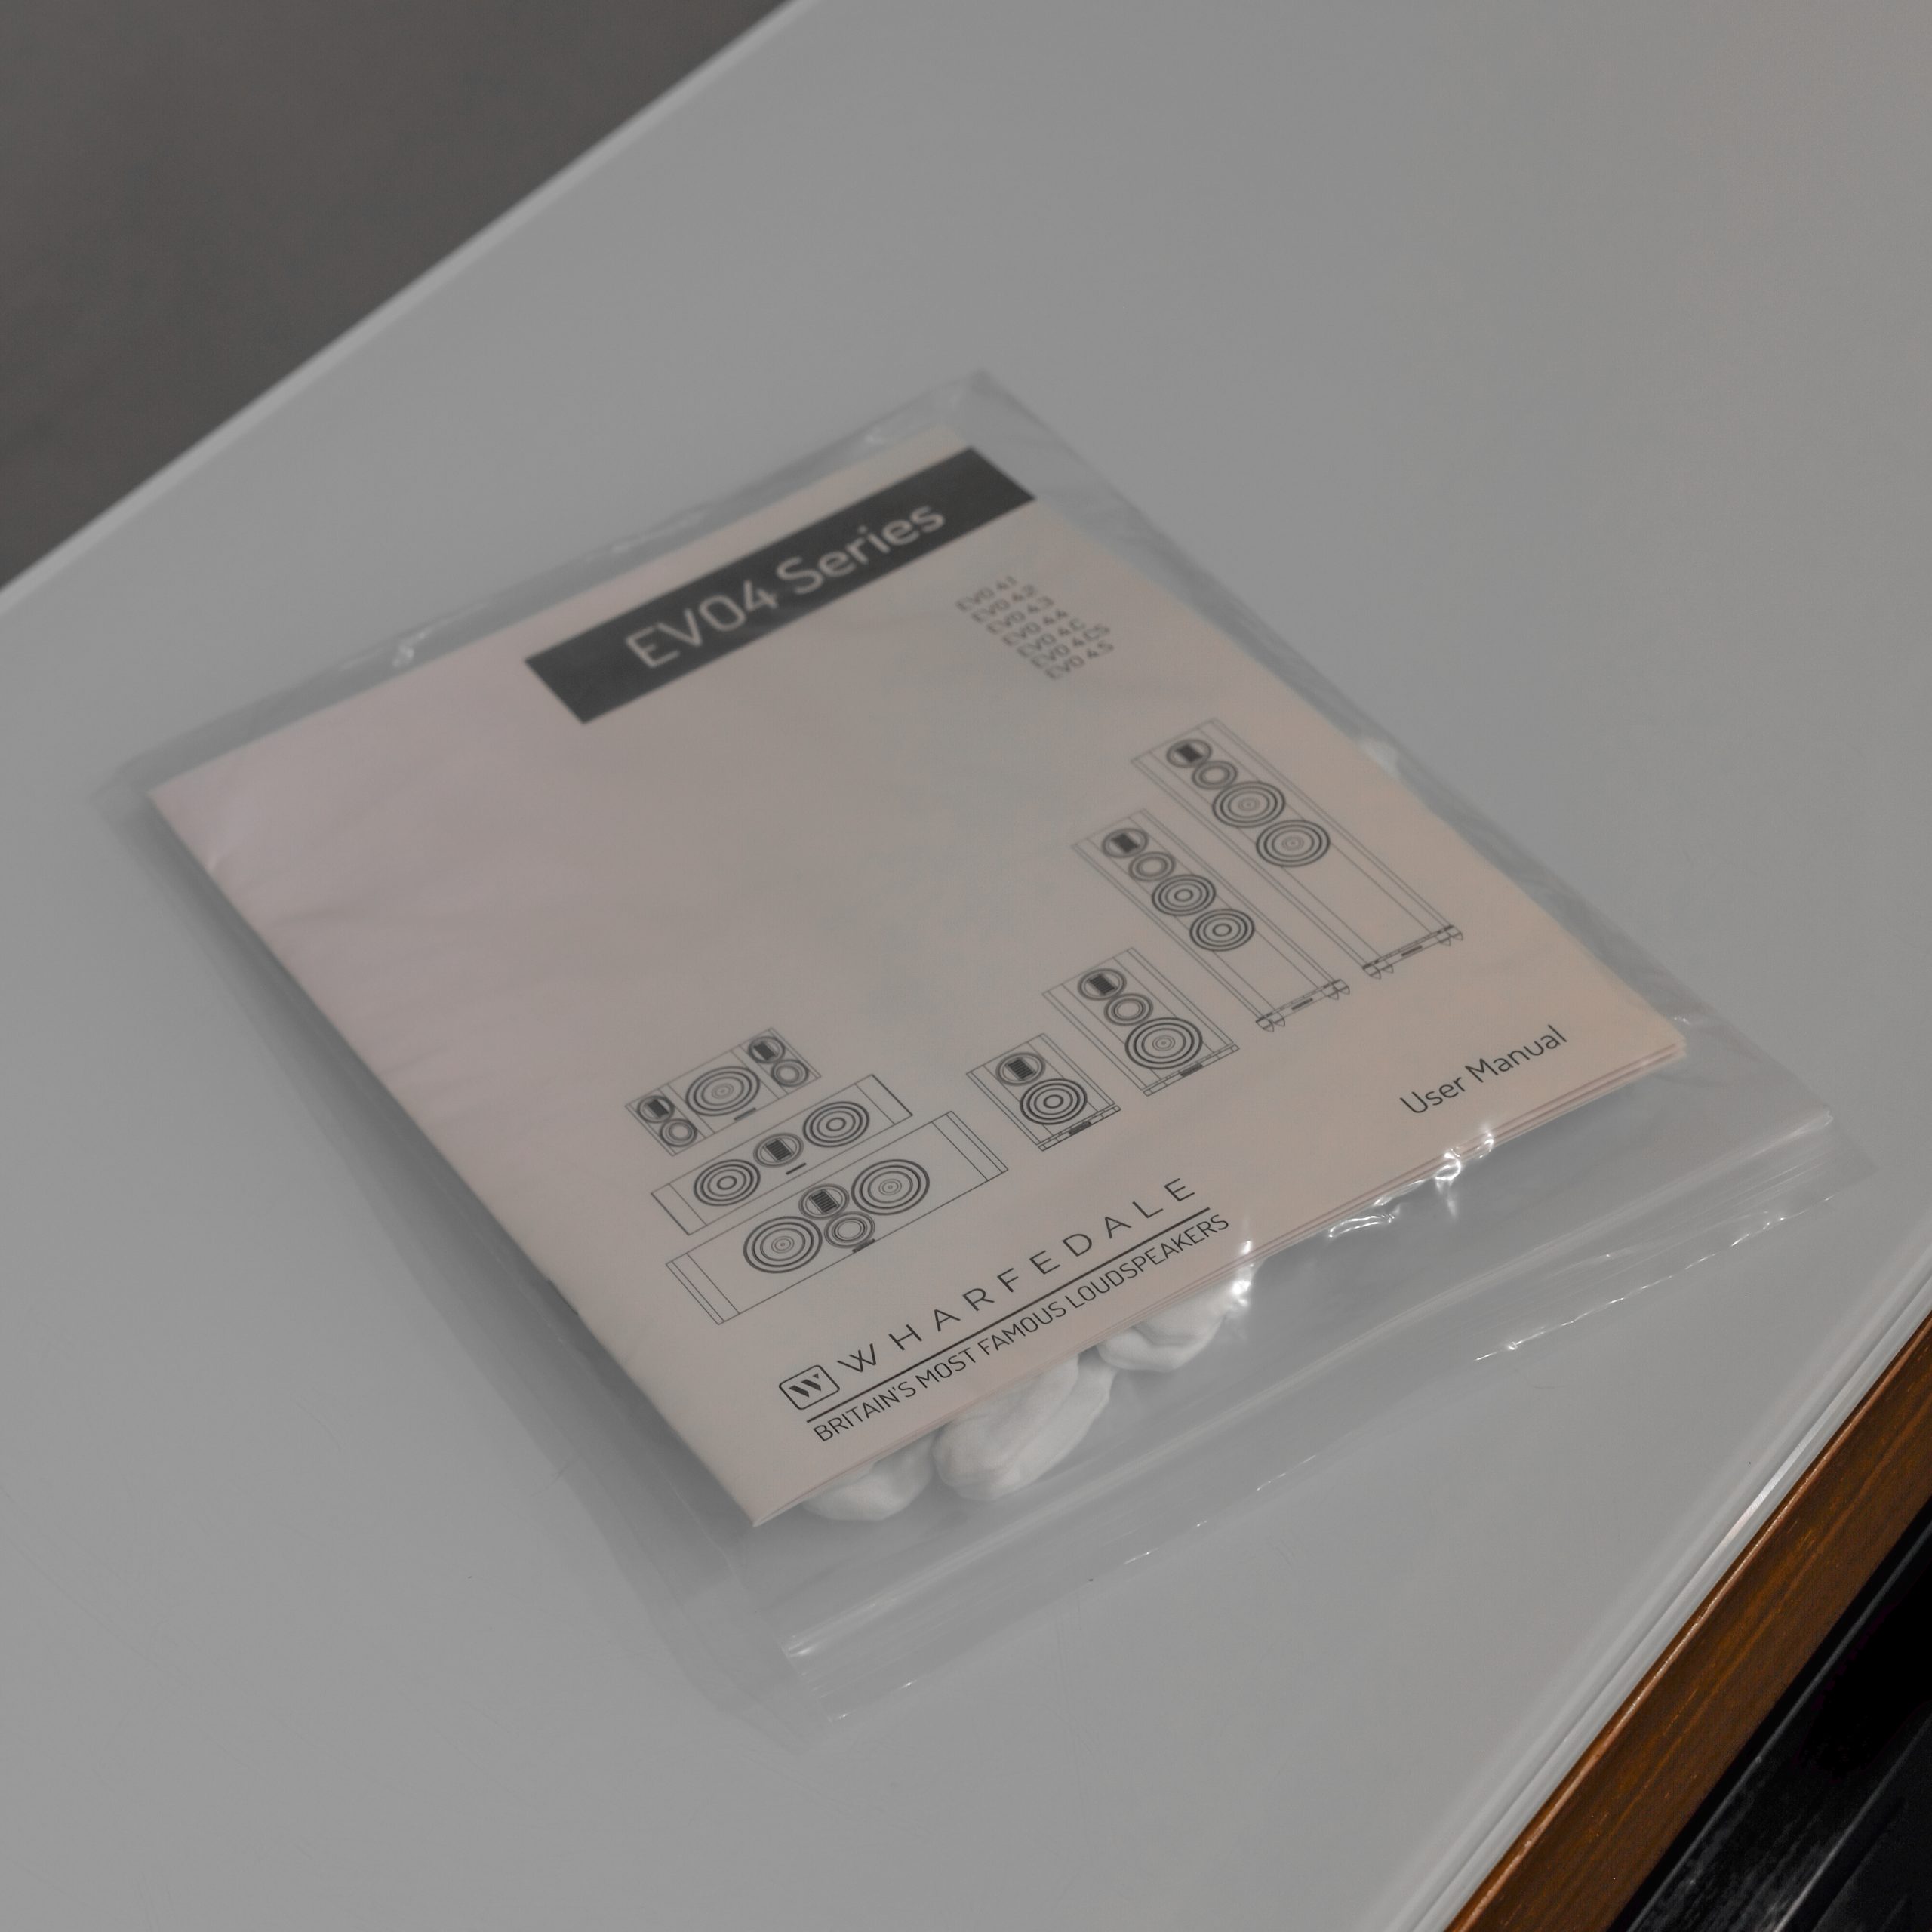 EVO4 Series
EVO 4.1
EVO 4.2
EVO 4.3
EVO 4.4
EVO 4.C
EVO 4.CS
EVO 4.S
User Manual
W WHARFEDALE
BRITAIN'S MOST FAMOUS LOUDSPEAKERS